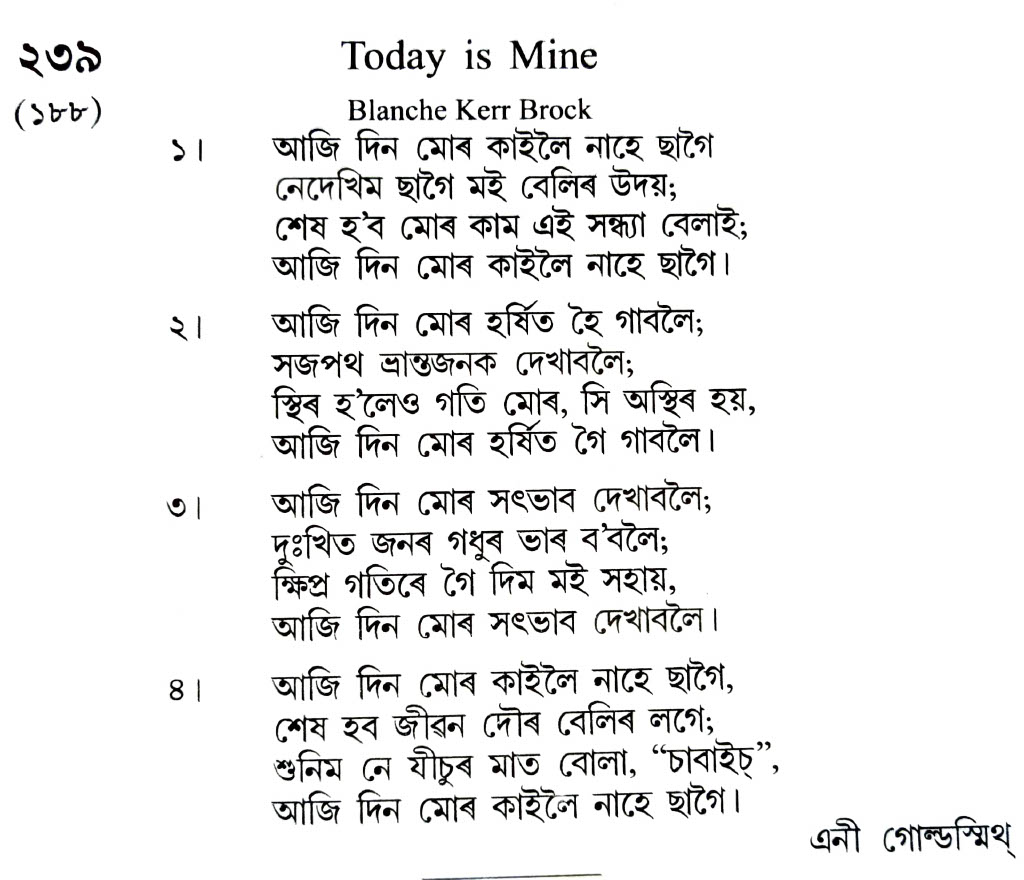 ২৩৯ Today is Mine
(১৮৮) Blanche Kerr Brock
১। আজি দিন মোৰ কাইলৈ নাহে ছাগৈ
নেদেখিম ছাগৈ মই বেলিৰ উদয়;
শেষ হ’ব মোৰ কাম এই সন্ধ্যা বেলাই;
আজি দিন মোৰ কাইলৈ নাহে ছাগৈ।
২। আজি দিন মোৰ হৰ্ষিত হৈ গাবলৈ;
সজপথ ভ্ৰান্তজনক দেখাবলৈ;
স্থিৰ হ’লেও গতি মোৰ, সি অস্থিৰ হয়,
আজি দিন মোৰ হৰ্ষিত গৈ গাবলৈ।
৩। আজি দিন মোৰ সৎভাব দেখাবলৈ;
দুঃখিত জনৰ গধুৰ ভাৰ ব’বলৈ;
ক্ষিপ্ৰ গতিৰে গৈ দিম মই সহায়,
আজি দিন মোৰ সৎভাব দেখাবলৈ।
৪। আজি দিন মোৰ কাইলৈ নাহে ছাগৈ,
শেষ হব জীৱন দৌৰ বেলিৰ লগে;
শুনিম নে যীচুৰ মাত বোলা, “চাবাইচ্”,
আজি দিন মোৰ কাইলৈ নাহে ছাগৈ।
এনী গোল্ডস্মিথ্